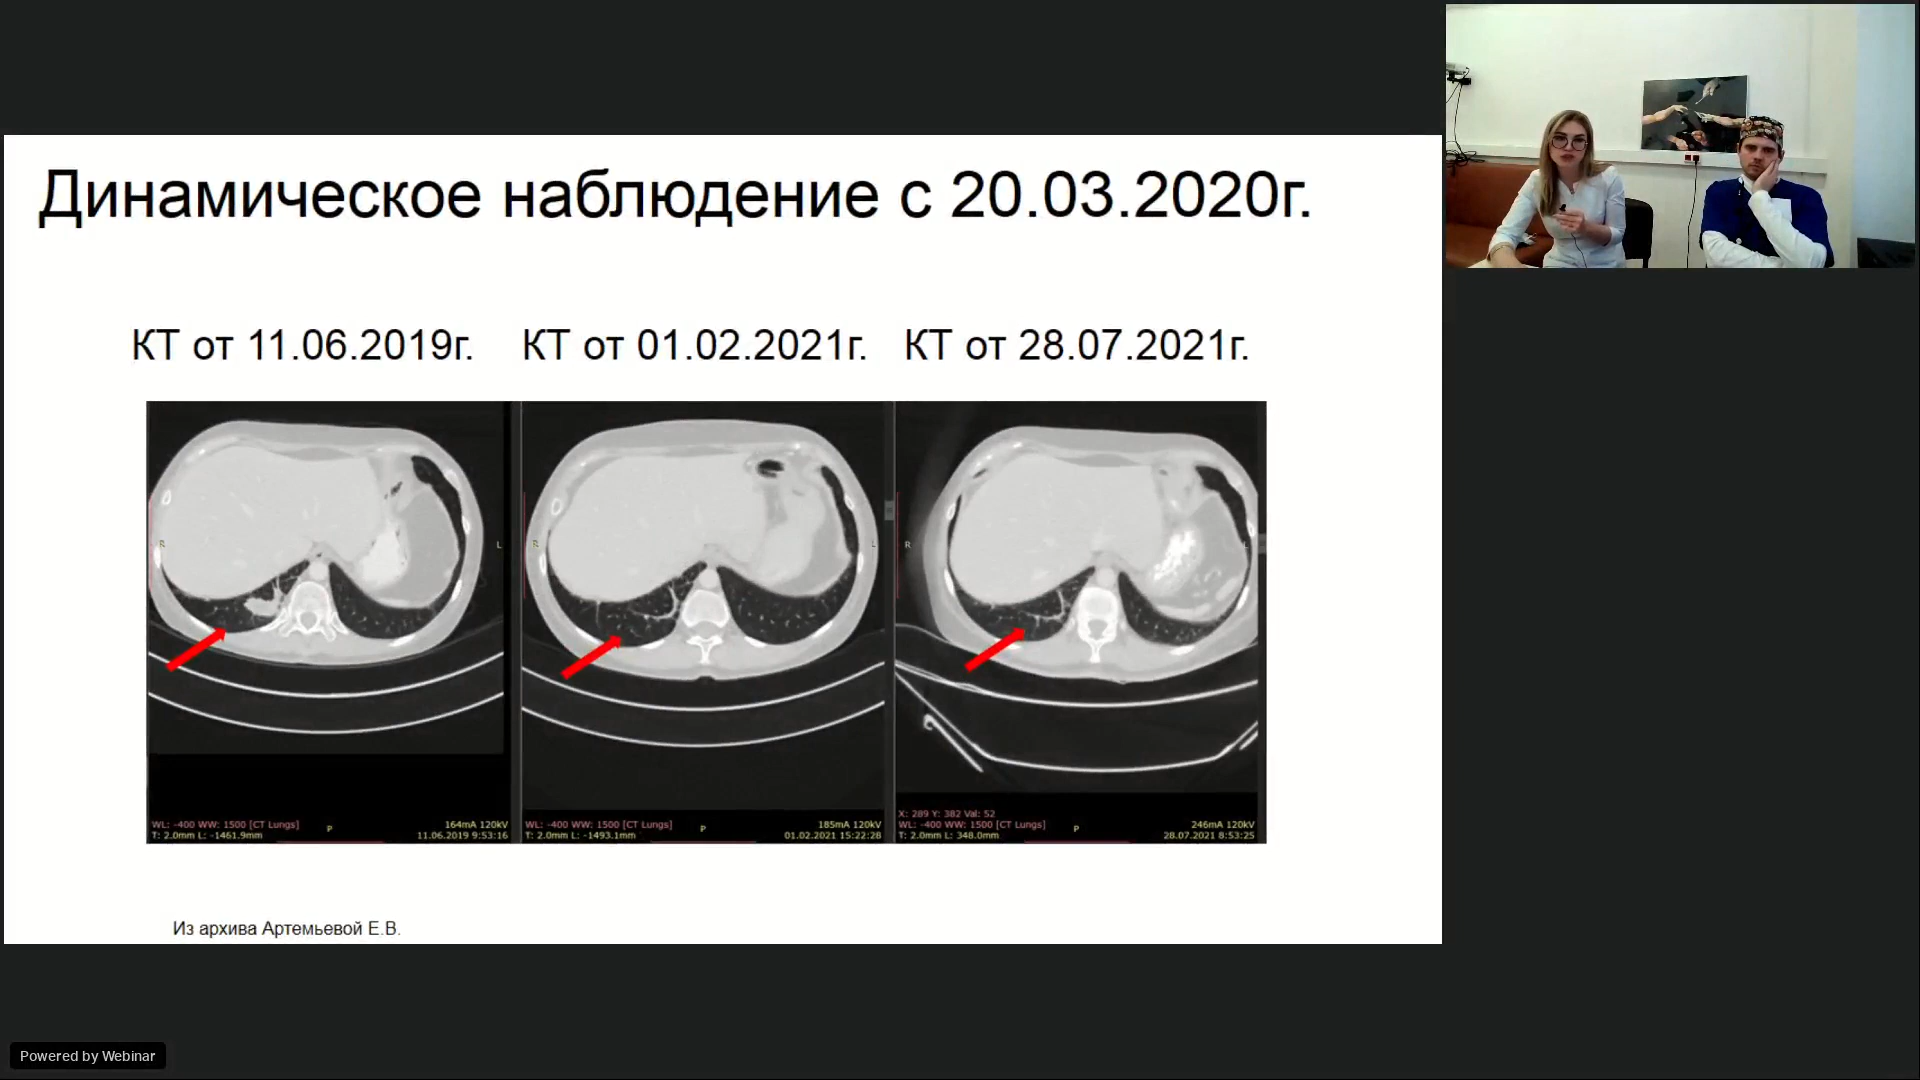 Динамическое наблюдение с 20.03.2020г.
КТ от 11.06.2019г.
КТ от 01.02.2021г.
КТ от 28.07.2021г.
R
L
R
L
R
L
WL: -400 WW: 1500 [CT Lungs]
T: 2.0mm L: -1461.9mm
P
164mA 120kV
11.06.2019 9:53:16
WL: -400 WW: 1500 [CT Lungs]
T: 2.0mm L: -1493.1mm
P
185mA 120kV
01.02.2021 15:22:28
X: 289 Y: 382 Val: 52
WL: -400 WW: 1500 [CT Lungs]
T: 2.0mm L: 348.0mm
P
246mA 120kV
28.07.2021 8:53:25
Из архива Артемьевой Е.В.
Powered by Webinar